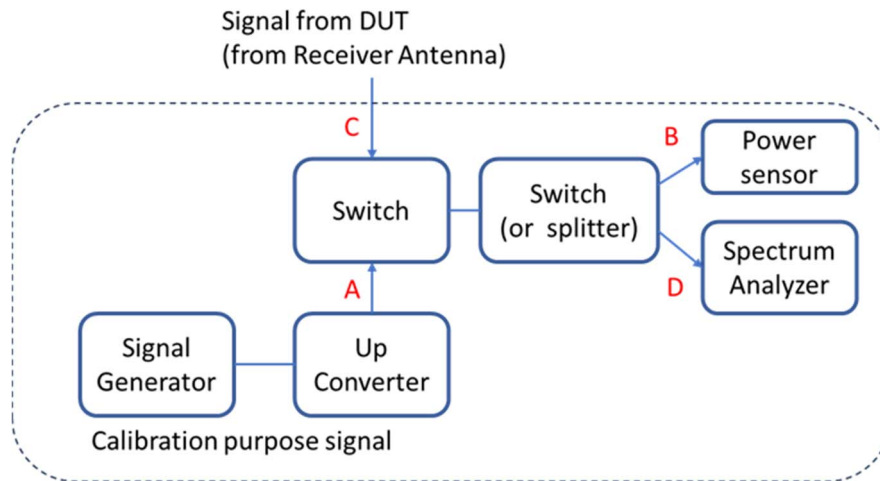 Signal from DUT
(from Receiver Antenna)
C
B
Power
sensor
Switch
Switch
(or splitter)
Spectrum
Analyzer
A
D
Signal
Generator
Up
Converter
Calibration purpose signal